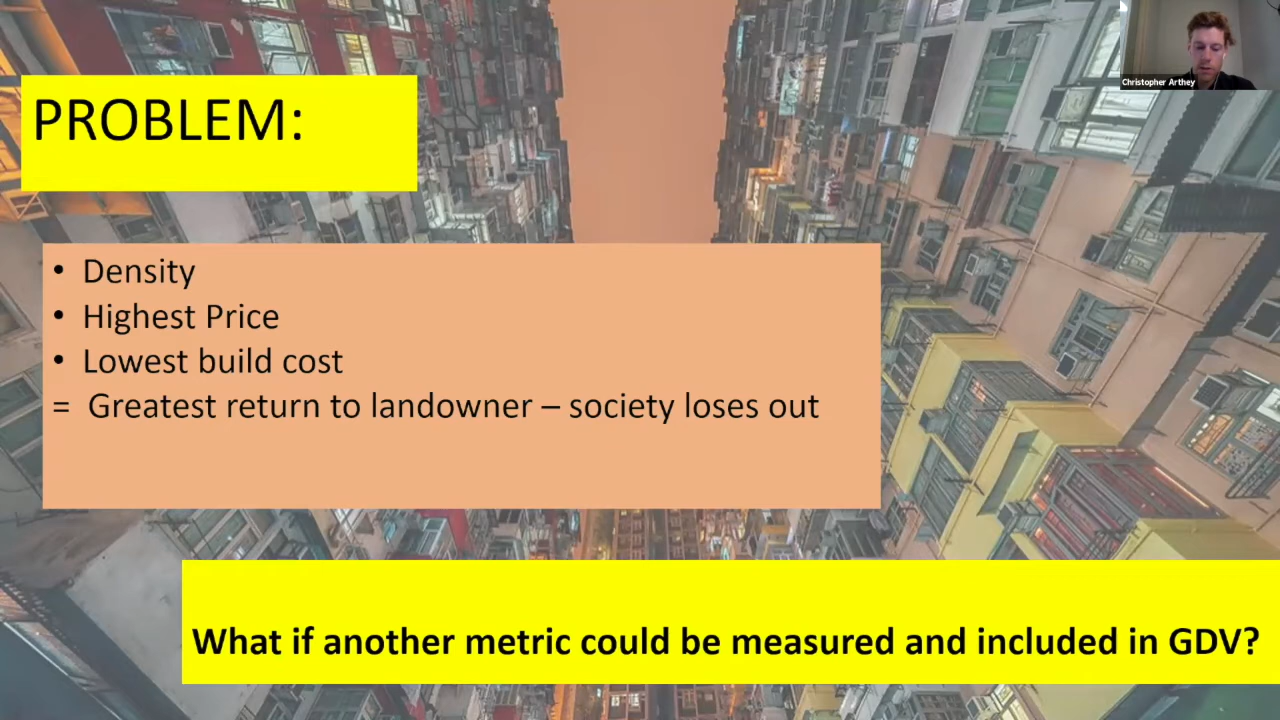 Christopher Arthey
PROBLEM:
• Density
• Highest Price
• Lowest build cost
= Greatest return to landowner – society loses out
What if another metric could be measured and included in GDV?